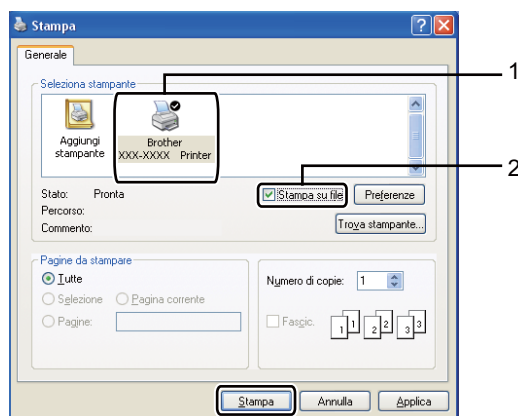 Stampa
Generale
Seleziona stampante
Aggiungi
stampante
Brother
XXX-XXXX Printer
1
Stato: Pronta
Percorso:
Commento:
Stampa su file
Preferenze
2
Trova stampante...
Pagine da stampare
Tutte
Selezione Pagina corrente
Pagine:
Numero di copie: 1
Fascic.
1 1 2 2 3 3
Stampa Annulla Applica